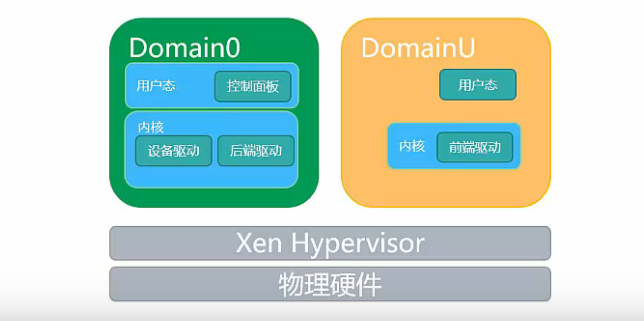 Domain0
用户态
控制面板
内核
设备驱动
后端驱动
DomainU
用户态
内核
前端驱动
Xen Hypervisor
物理硬件